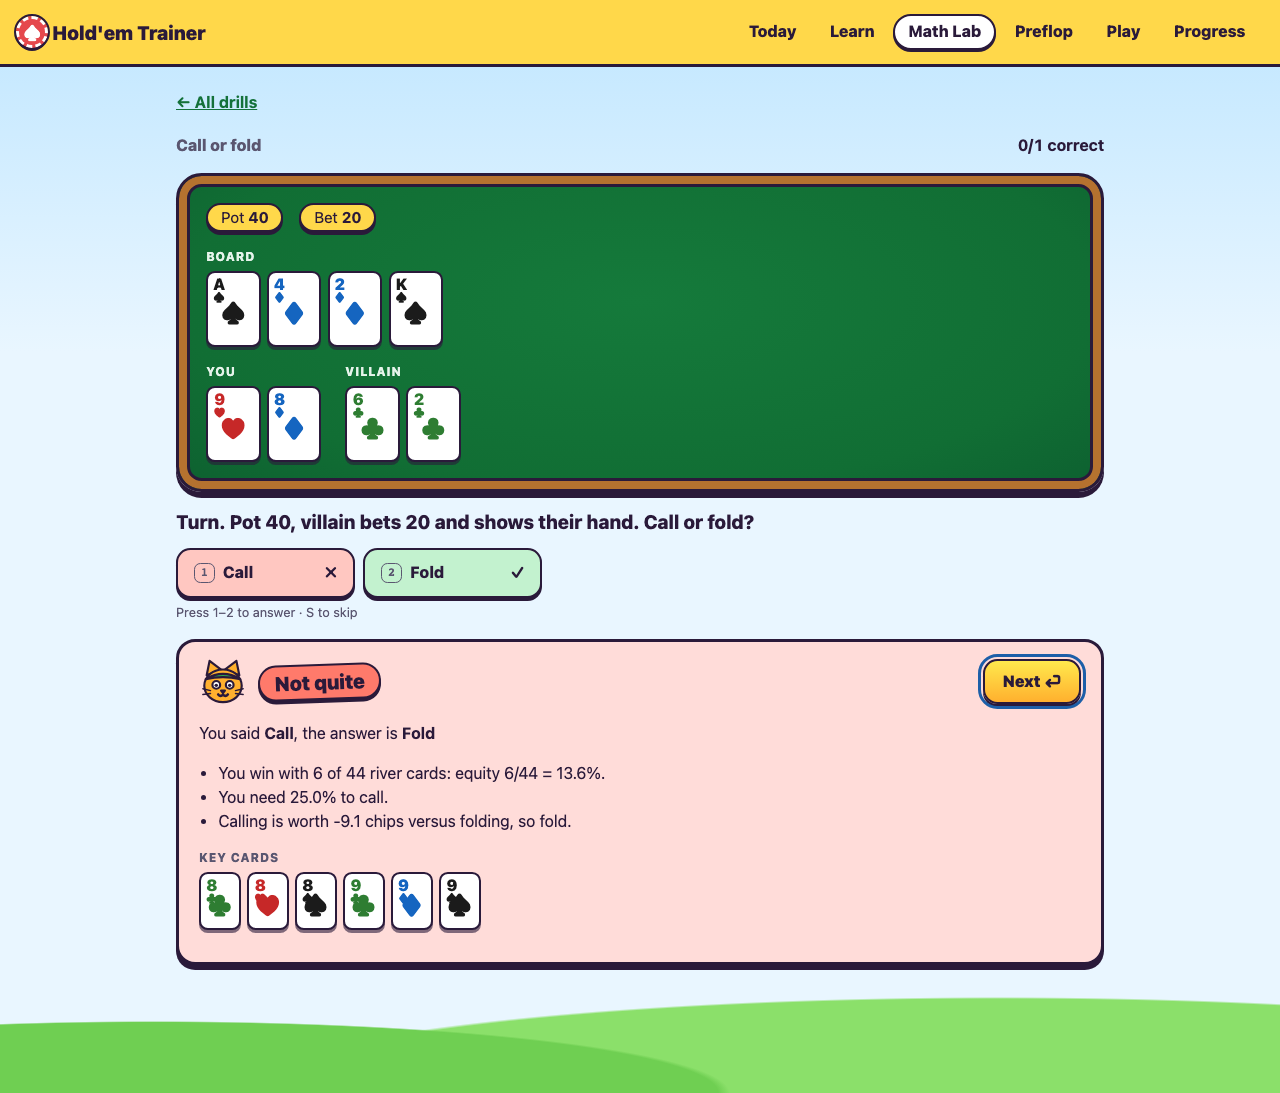 Hold'em Trainer
Today Learn Math Lab Preflop Play Progress
← All drills
Call or fold 0/1 correct
Pot 40 Bet 20
BOARD
A 4 2 K
YOU VILLAIN
9 8 6 2
Turn. Pot 40, villain bets 20 and shows their hand. Call or fold?
1 Call ✕ 2 Fold ✓
Press 1–2 to answer · S to skip
Not quite Next ⏎
You said Call, the answer is Fold
• You win with 6 of 44 river cards: equity 6/44 = 13.6%.
• You need 25.0% to call.
• Calling is worth -9.1 chips versus folding, so fold.
KEY CARDS
8 8 8 9 9 9